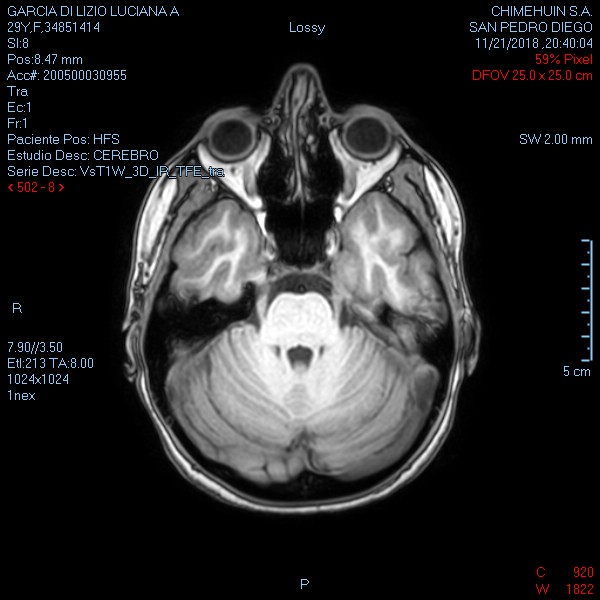 GARCIA DI LIZIO LUCIANA A
29Y,F,34851414
Sl:8
Pos:8.47 mm
Acc#: 200500030955
Tra
Ec:1
Fr:1
Paciente Pos: HFS
Estudio Desc: CEREBRO
Serie Desc: VsT1W_3D_IR_TFE_tra
< 502 - 8 >
Lossy
CHIMEHUIN S.A.
SAN PEDRO DIEGO
11/21/2018 ,20:40:04
59% Pixel
DFOV 25.0 x 25.0 cm
SW 2.00 mm
R
7.90//3.50
Etl:213 TA:8.00
1024x1024
1nex
5 cm
P
C 920
W 1822